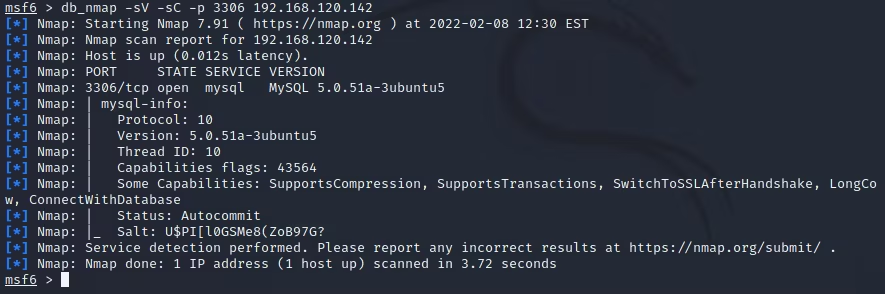 msf6 > db_nmap -sV -sC -p 3306 192.168.120.142
[*] Nmap: Starting Nmap 7.91 ( https://nmap.org ) at 2022-02-08 12:30 EST
[*] Nmap: Nmap scan report for 192.168.120.142
[*] Nmap: Host is up (0.012s latency).
[*] Nmap: PORT     STATE SERVICE VERSION
[*] Nmap: 3306/tcp open  mysql   MySQL 5.0.51a-3ubuntu5
[*] Nmap: | mysql-info:
[*] Nmap: |   Protocol: 10
[*] Nmap: |   Version: 5.0.51a-3ubuntu5
[*] Nmap: |   Thread ID: 10
[*] Nmap: |   Capabilities flags: 43564
[*] Nmap: |   Some Capabilities: SupportsCompression, SupportsTransactions, SwitchToSSLAfterHandshake, LongCo
w, ConnectWithDatabase
[*] Nmap: |   Status: Autocommit
[*] Nmap: |_  Salt: U$PI[l0GSMe8(ZoB97G?
[*] Nmap: Service detection performed. Please report any incorrect results at https://nmap.org/submit/ .
[*] Nmap: Nmap done: 1 IP address (1 host up) scanned in 3.72 seconds
msf6 >